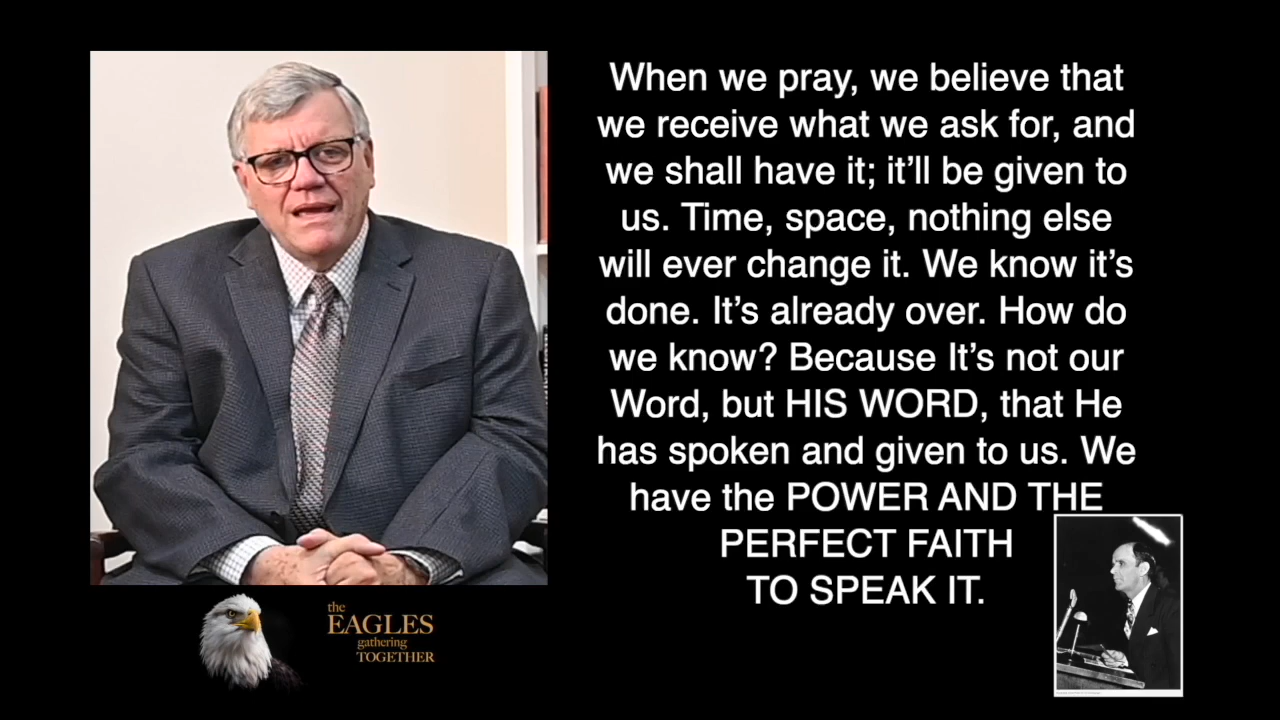 When we pray, we believe that
we receive what we ask for, and
we shall have it; it’ll be given to
us. Time, space, nothing else
will ever change it. We know it’s
done. It’s already over. How do
we know? Because It’s not our
Word, but HIS WORD, that He
has spoken and given to us. We
have the POWER AND THE
PERFECT FAITH
TO SPEAK IT.
the
EAGLES
gathering
TOGETHER